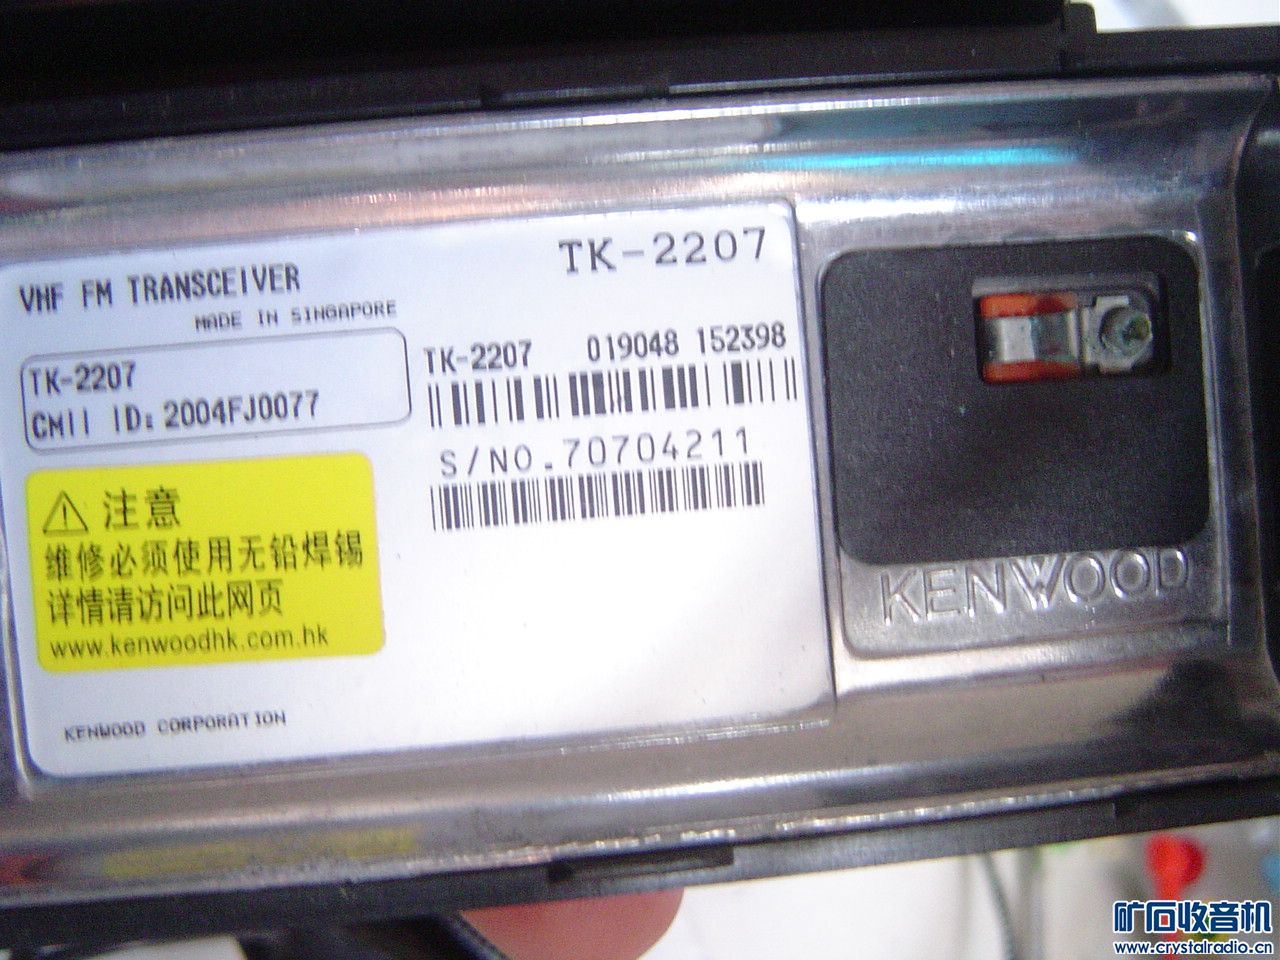 TK-2207
VHF FM TRANSCEIVER
MADE IN SINGAPORE
TK-2207
CMII ID: 2004FJ0077
TK-2207 019048 152398
S/NO. 70704211
注意
维修必须使用无铅焊锡
详情请访问此网页
www.kenwoodhk.com.hk
KENWOOD CORPORATION
KENWOOD
矿石收音机
www.crystalradio.cn